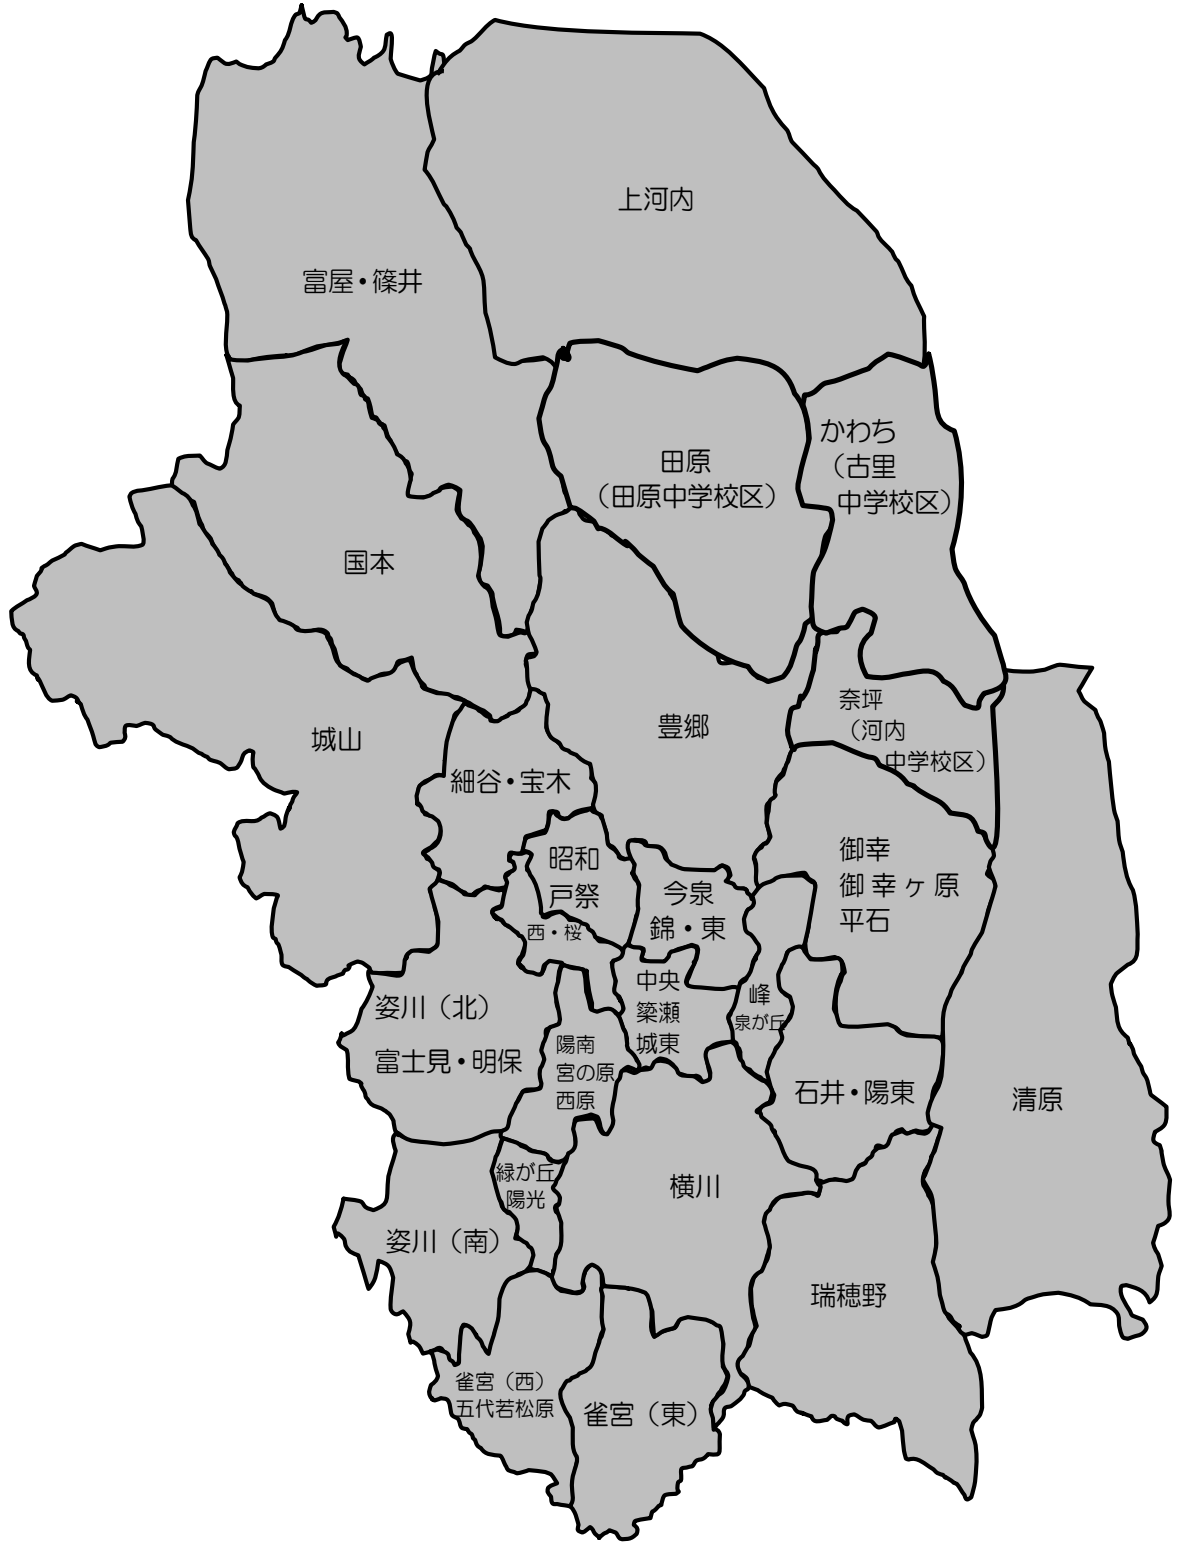 上河内
富屋・篠井
かわち
（古里
中学校区）
田原
（田原中学校区）
国本
奈坪
（河内
中学校区）
豊郷
城山
細谷・宝木
昭和
戸祭
西・桜
今泉
錦・東
御幸
御幸ヶ原
平石
中央
簗瀬
城東
峰
泉が丘
姿川（北）
富士見・明保
陽南
宮の原
西原
石井・陽東
清原
緑が丘
陽光
横川
姿川（南）
瑞穂野
雀宮（西）
五代若松原
雀宮（東）